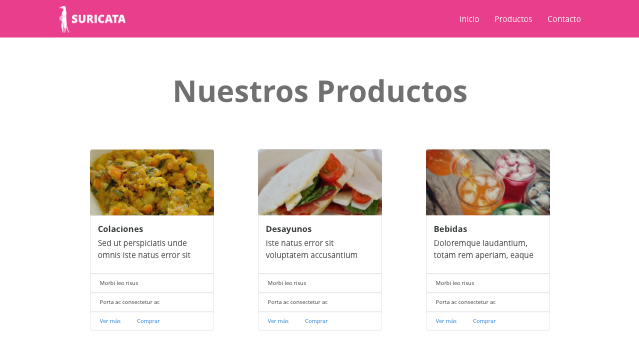 SURICATA
Inicio Productos Contacto
Nuestros Productos
Colaciones
Sed ut perspiciatis unde
omnis iste natus error sit
Morbi leo risus
Porta ac consectetur ac
Ver más Comprar
Desayunos
iste natus error sit
voluptatem accusantium
Morbi leo risus
Porta ac consectetur ac
Ver más Comprar
Bebidas
Doloremque laudantium,
totam rem aperiam, eaque
Morbi leo risus
Porta ac consectetur ac
Ver más Comprar